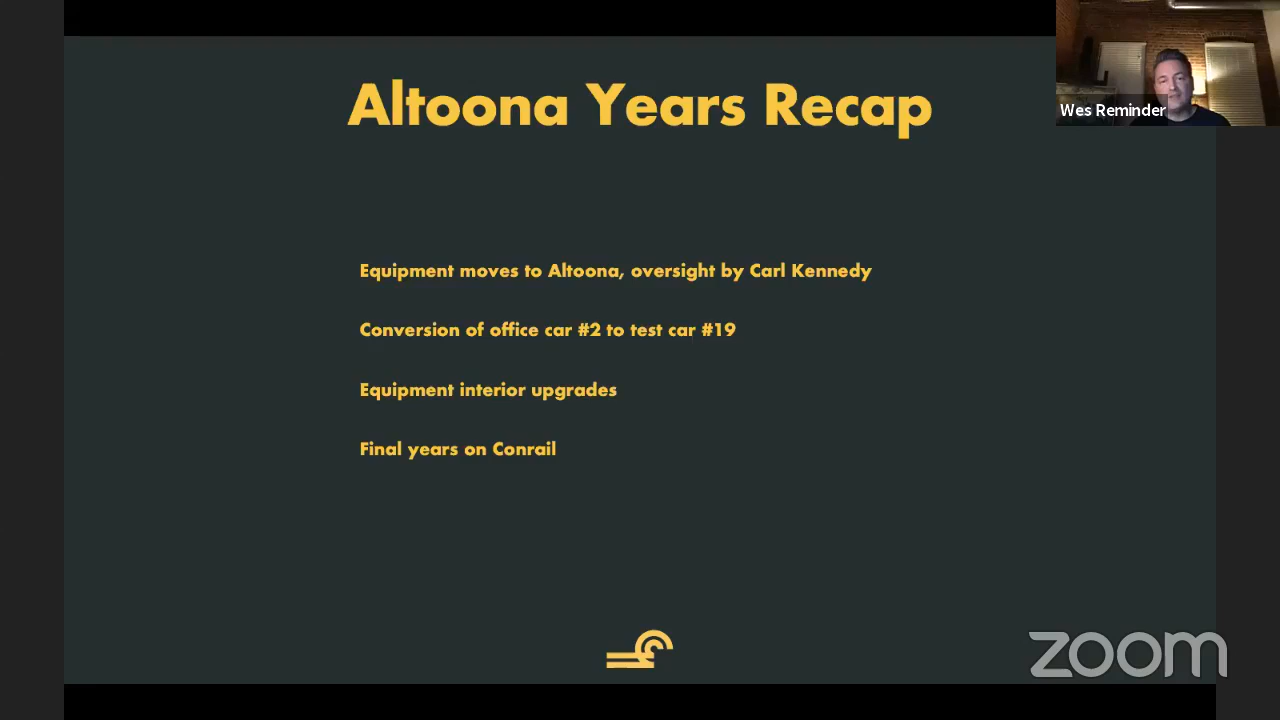 Altoona Years Recap
Wes Reminder
Equipment moves to Altoona, oversight by Carl Kennedy
Conversion of office car #2 to test car #19
Equipment interior upgrades
Final years on Conrail
zoom